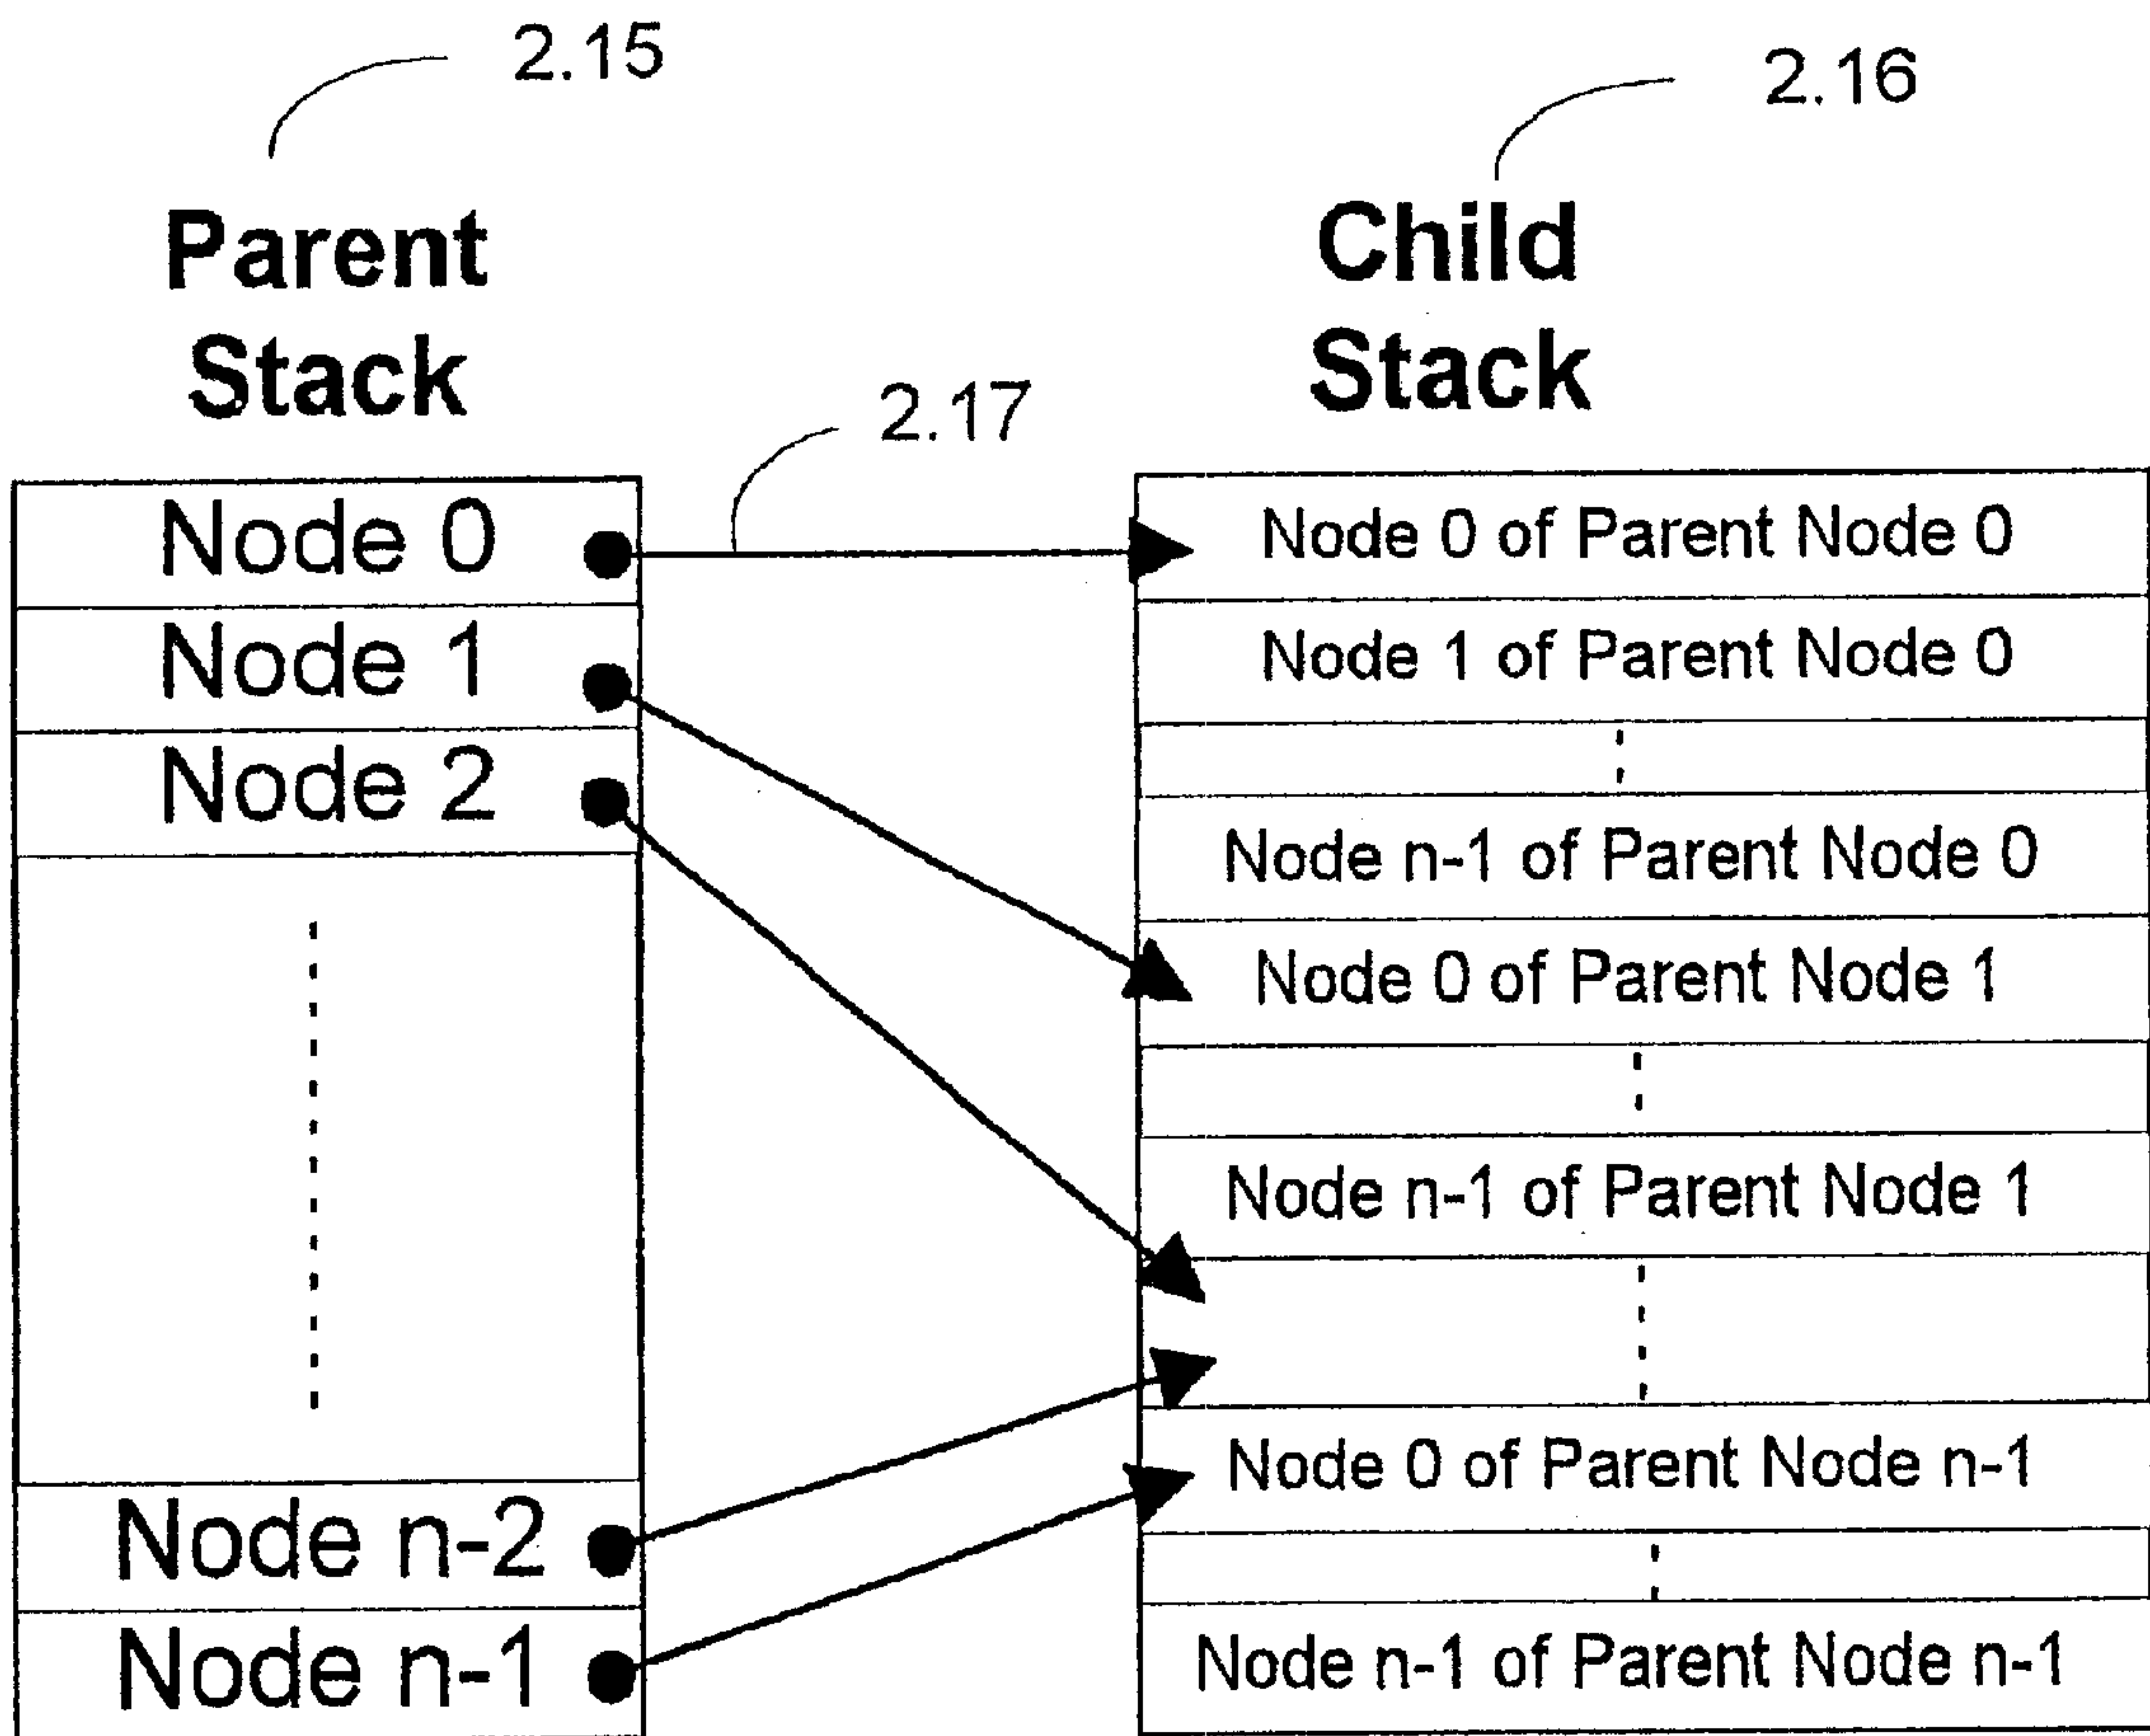 2.15
2.16
Parent
Stack
Child
Stack
2.17
Node 0
Node 1
Node 2
Node n-2
Node n-1
Node 0 of Parent Node 0
Node 1 of Parent Node 0
Node n-1 of Parent Node 0
Node 0 of Parent Node 1
Node n-1 of Parent Node 1
Node 0 of Parent Node n-1
Node n-1 of Parent Node n-1